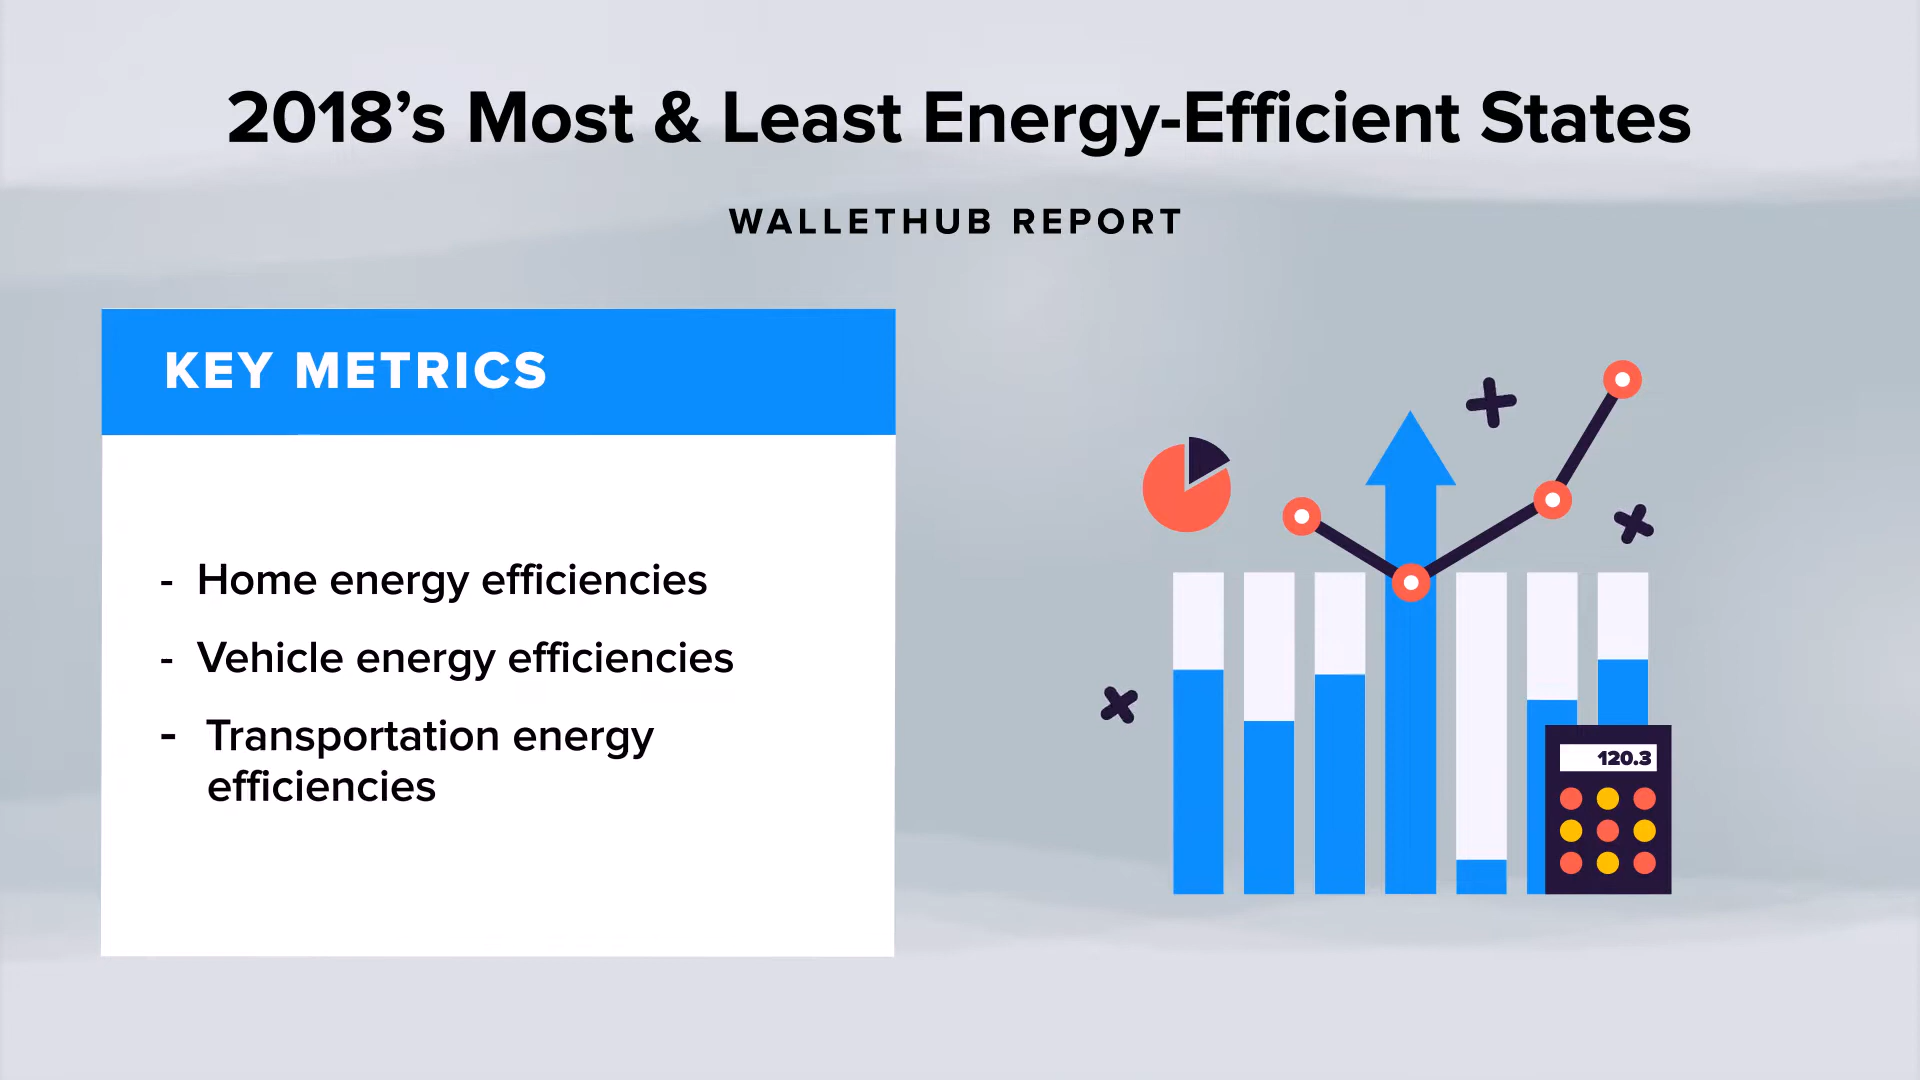 2018’s Most & Least Energy-Efficient States
WALLETHUB REPORT
KEY METRICS
- Home energy efficiencies
- Vehicle energy efficiencies
- Transportation energy
efficiencies
120.3